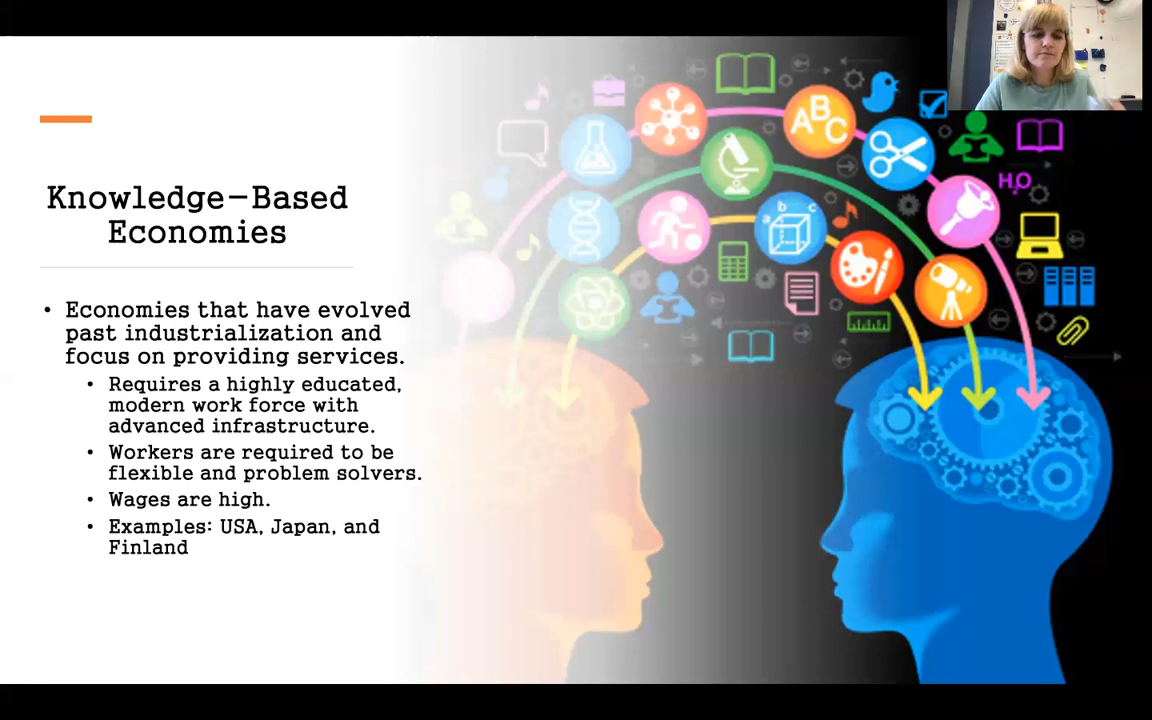 Knowledge-Based
Economies
• Economies that have evolved
past industrialization and
focus on providing services.
• Requires a highly educated,
modern work force with
advanced infrastructure.
• Workers are required to be
flexible and problem solvers.
• Wages are high.
• Examples: USA, Japan, and
Finland
ABC
H₂O
a b c